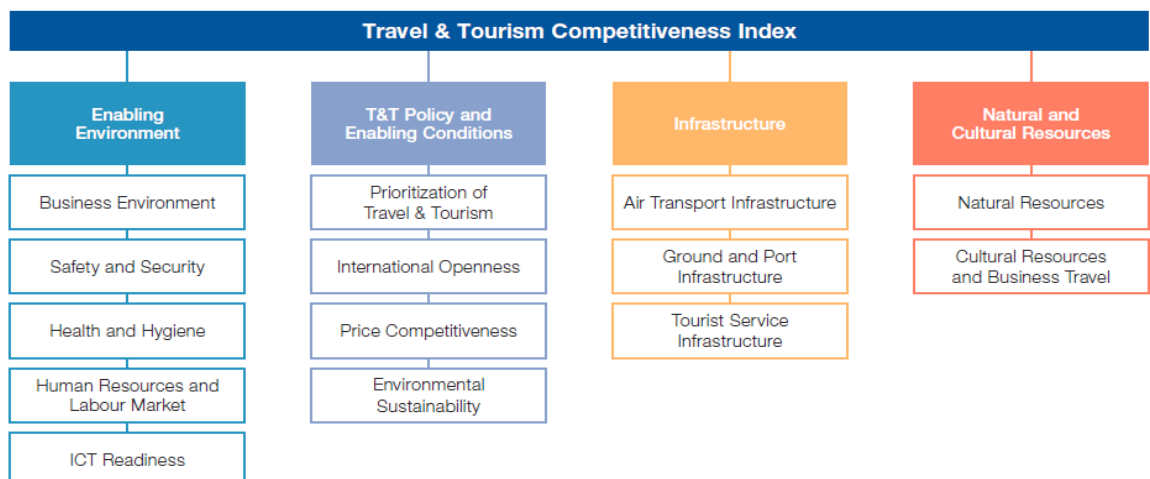 Travel & Tourism Competitiveness Index
Enabling
Environment
Business Environment
Safety and Security
Health and Hygiene
Human Resources and
Labour Market
ICT Readiness
T&T Policy and
Enabling Conditions
Prioritization of
Travel & Tourism
International Openness
Price Competitiveness
Environmental
Sustainability
Infrastructure
Air Transport Infrastructure
Ground and Port
Infrastructure
Tourist Service
Infrastructure
Natural and
Cultural Resources
Natural Resources
Cultural Resources
and Business Travel